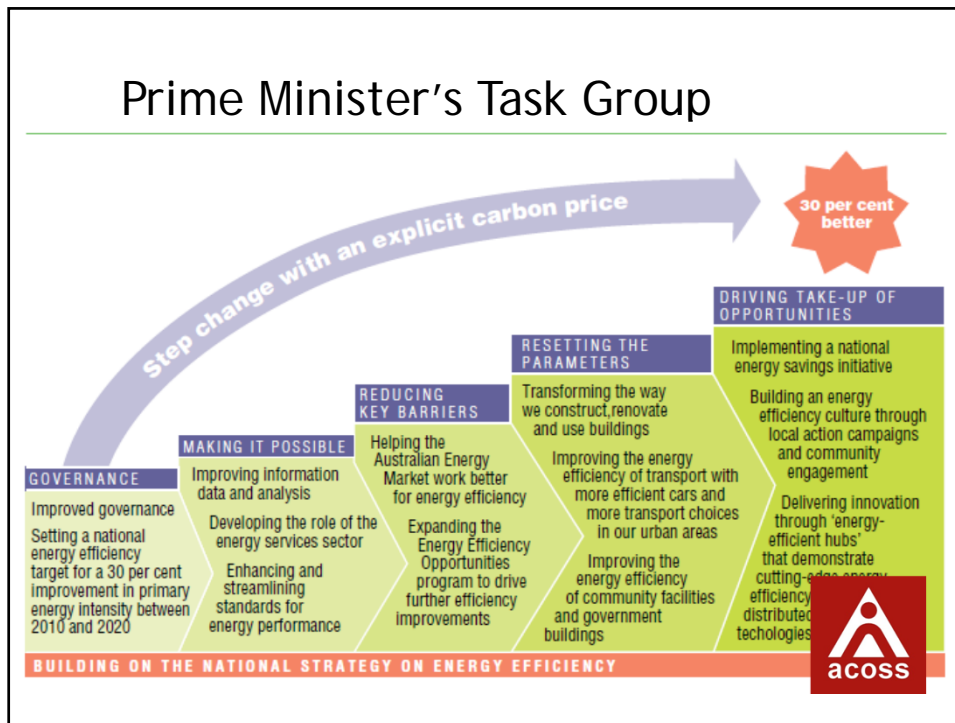 Prime Minister's Task Group
Step change with an explicit carbon price
30 per cent
better
GOVERNANCE
Improved governance
Setting a national
energy efficiency
target for a 30 per cent
improvement in primary
energy intensity between
2010 and 2020
MAKING IT POSSIBLE
Improving information
data and analysis
Developing the role of the
energy services sector
Enhancing and
streamlining
standards for
energy performance
REDUCING
KEY BARRIERS
Helping the
Australian Energy
Market work better
for energy efficiency
Expanding the
Energy Efficiency
Opportunities
program to drive
further efficiency
improvements
RESETTING THE
PARAMETERS
Transforming the way
we construct,renovate
and use buildings
Improving the energy
efficiency of transport with
more efficient cars and
more transport choices
in our urban areas
Improving the
energy efficiency
of community facilities
and government
buildings
DRIVING TAKE-UP OF
OPPORTUNITIES
Implementing a national
energy savings initiative
Building an energy
efficiency culture through
local action campaigns
and community
engagement
Delivering innovation
through 'energy-
efficient hubs'
that demonstrate
cutting-edge energy
efficiency
distributed
techologies
BUILDING ON THE NATIONAL STRATEGY ON ENERGY EFFICIENCY
acoss